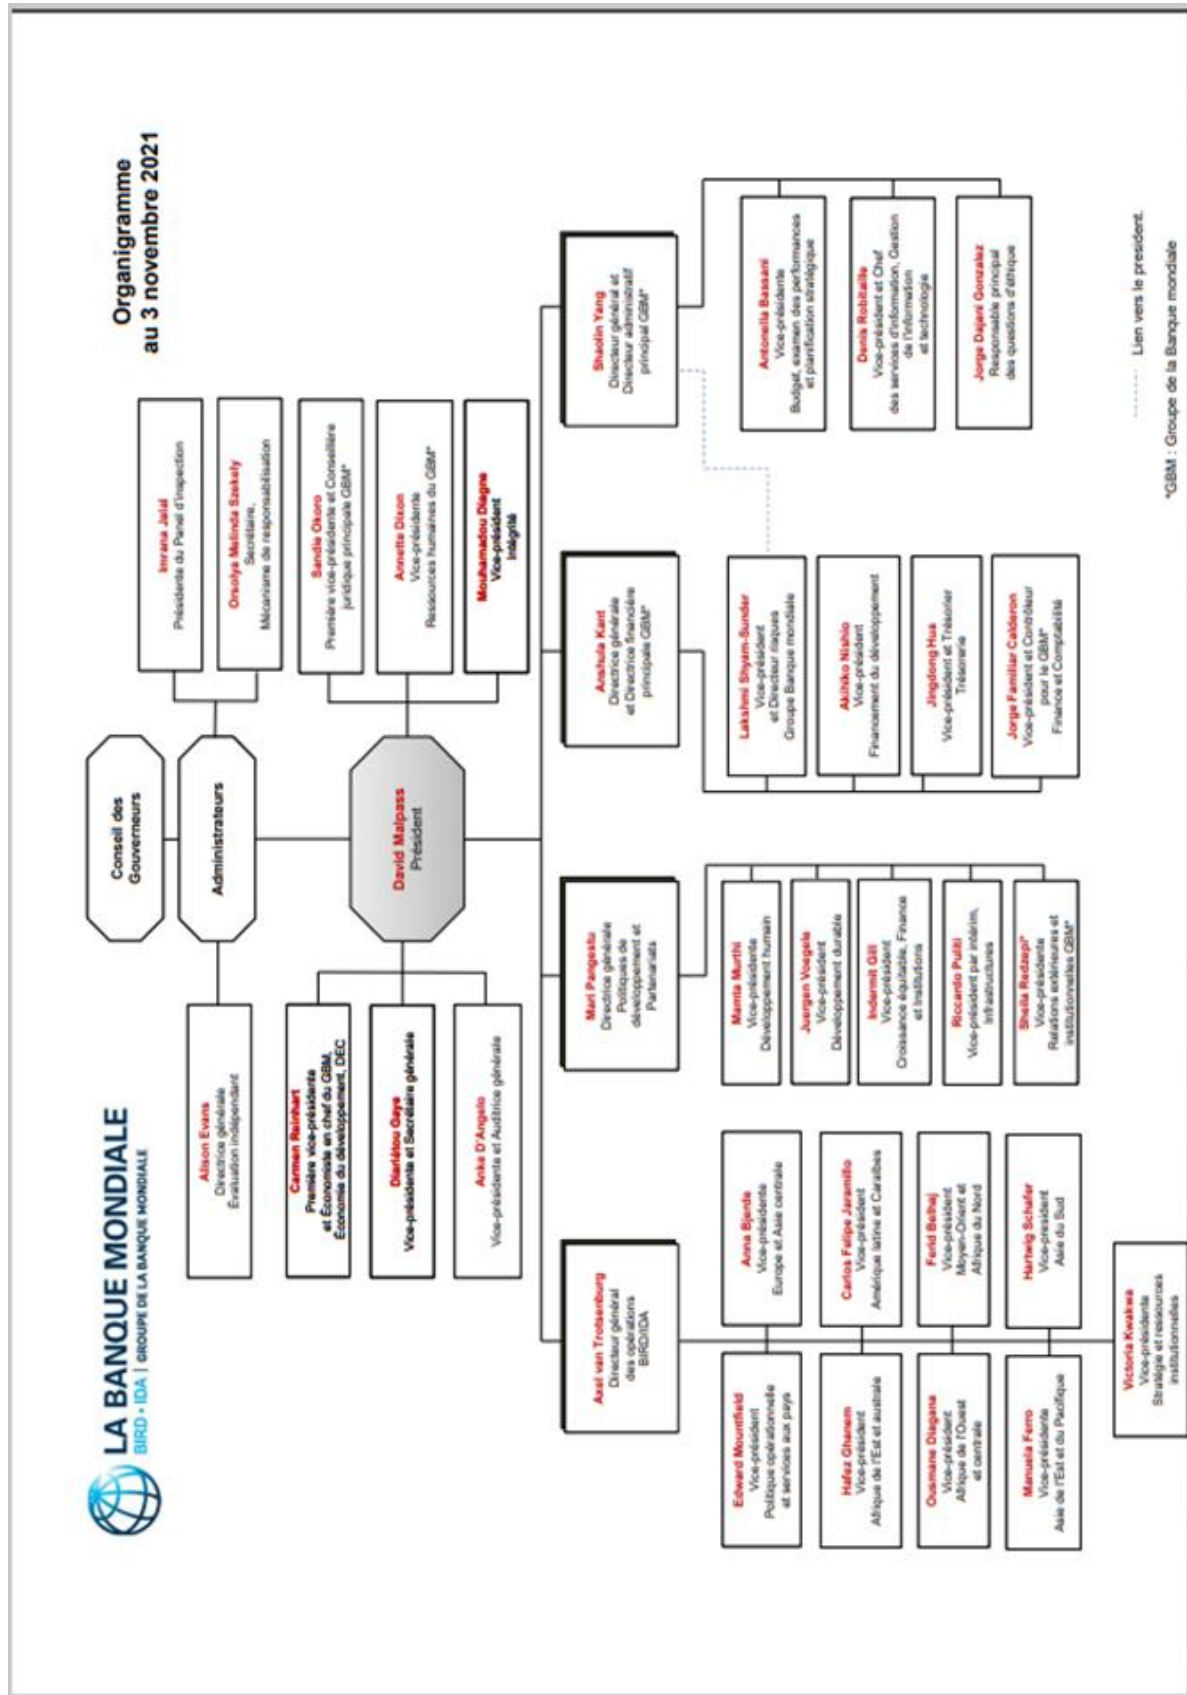 LA BANQUE MONDIALE
BIRD • IDA | GROUPE DE LA BANQUE MONDIALE
Organigramme
au 3 novembre 2021
Conseil des
Gouverneurs
Administrateurs
Alison Evans
Directrice générale
Évaluation indépendant
Imrana Jalal
Présidente du Panel d'inspection
Orsolya Melinda Szekely
Secrétaire,
Mécanisme de responsabilisation
David Malpass
Président
Carmen Reinhart
Première vice-présidente
et Économiste en chef du GBM,
Économie du développement, DEC
Diariétou Gaye
Vice-présidente et Secrétaire générale
Anke D'Angelo
Vice-présidente et Auditrice générale
Sandie Okoro
Première vice-présidente et Conseillère
juridique principale GBM*
Annette Dixon
Vice-présidente
Ressources humaines du GBM*
Mouhamadou Diagne
Vice-président
Intégrité
Axel van Trotsenburg
Directeur général
des opérations
BIRD/IDA
Edward Mountfield
Vice-président
Politique opérationnelle
et services aux pays
Anna Bjerde
Vice-présidente
Europe et Asie centrale
Hafez Ghanem
Vice-président
Afrique de l'Est et australe
Carlos Felipe Jaramillo
Vice-président
Amérique latine et Caraïbes
Ousmane Diagana
Vice-président
Afrique de l'Ouest
et centrale
Ferid Belhaj
Vice-président
Moyen-Orient et
Afrique du Nord
Manuela Ferro
Vice-présidente
Asie de l'Est et du Pacifique
Hartwig Schafer
Vice-president
Asie du Sud
Victoria Kwakwa
Vice-présidente
Stratégie et ressources
institutionnelles
Mari Pangestu
Directrice générale
Politiques de
développement et
Partenariats
Mamta Murthi
Vice-présidente
Développement humain
Juergen Voegele
Vice-président
Développement durable
Indermit Gill
Vice-président
Croissance équitable, Finance
et Institutions
Riccardo Puliti
Vice-président par intérim,
Infrastructures
Sheila Redzepi*
Vice-présidente
Relations extérieures et
institutionnelles GBM*
Anshula Kant
Directrice générale
et Directrice financière
principale GBM*
Lakshmi Shyam-Sunder
Vice-président
et Directeur risques
Groupe Banque mondiale
Akihiko Nishio
Vice-président
Financement du développement
Jingdong Hua
Vice-président et Trésorier
Trésorerie
Jorge Familiar Calderon
Vice-président et Contrôleur
pour le GBM*
Finance et Comptabilité
Shaolin Yang
Directeur général et
Directeur administratif
principal GBM*
Antonella Bassani
Vice-présidente
Budget, examen des performances
et planification stratégique
Denis Robitaille
Vice-président et Chef
des services d'information, Gestion
de l'information
et technologie
Jorge Dajani Gonzalez
Responsable principal
des questions d'éthique
Lien vers le president.
*GBM : Groupe de la Banque mondiale